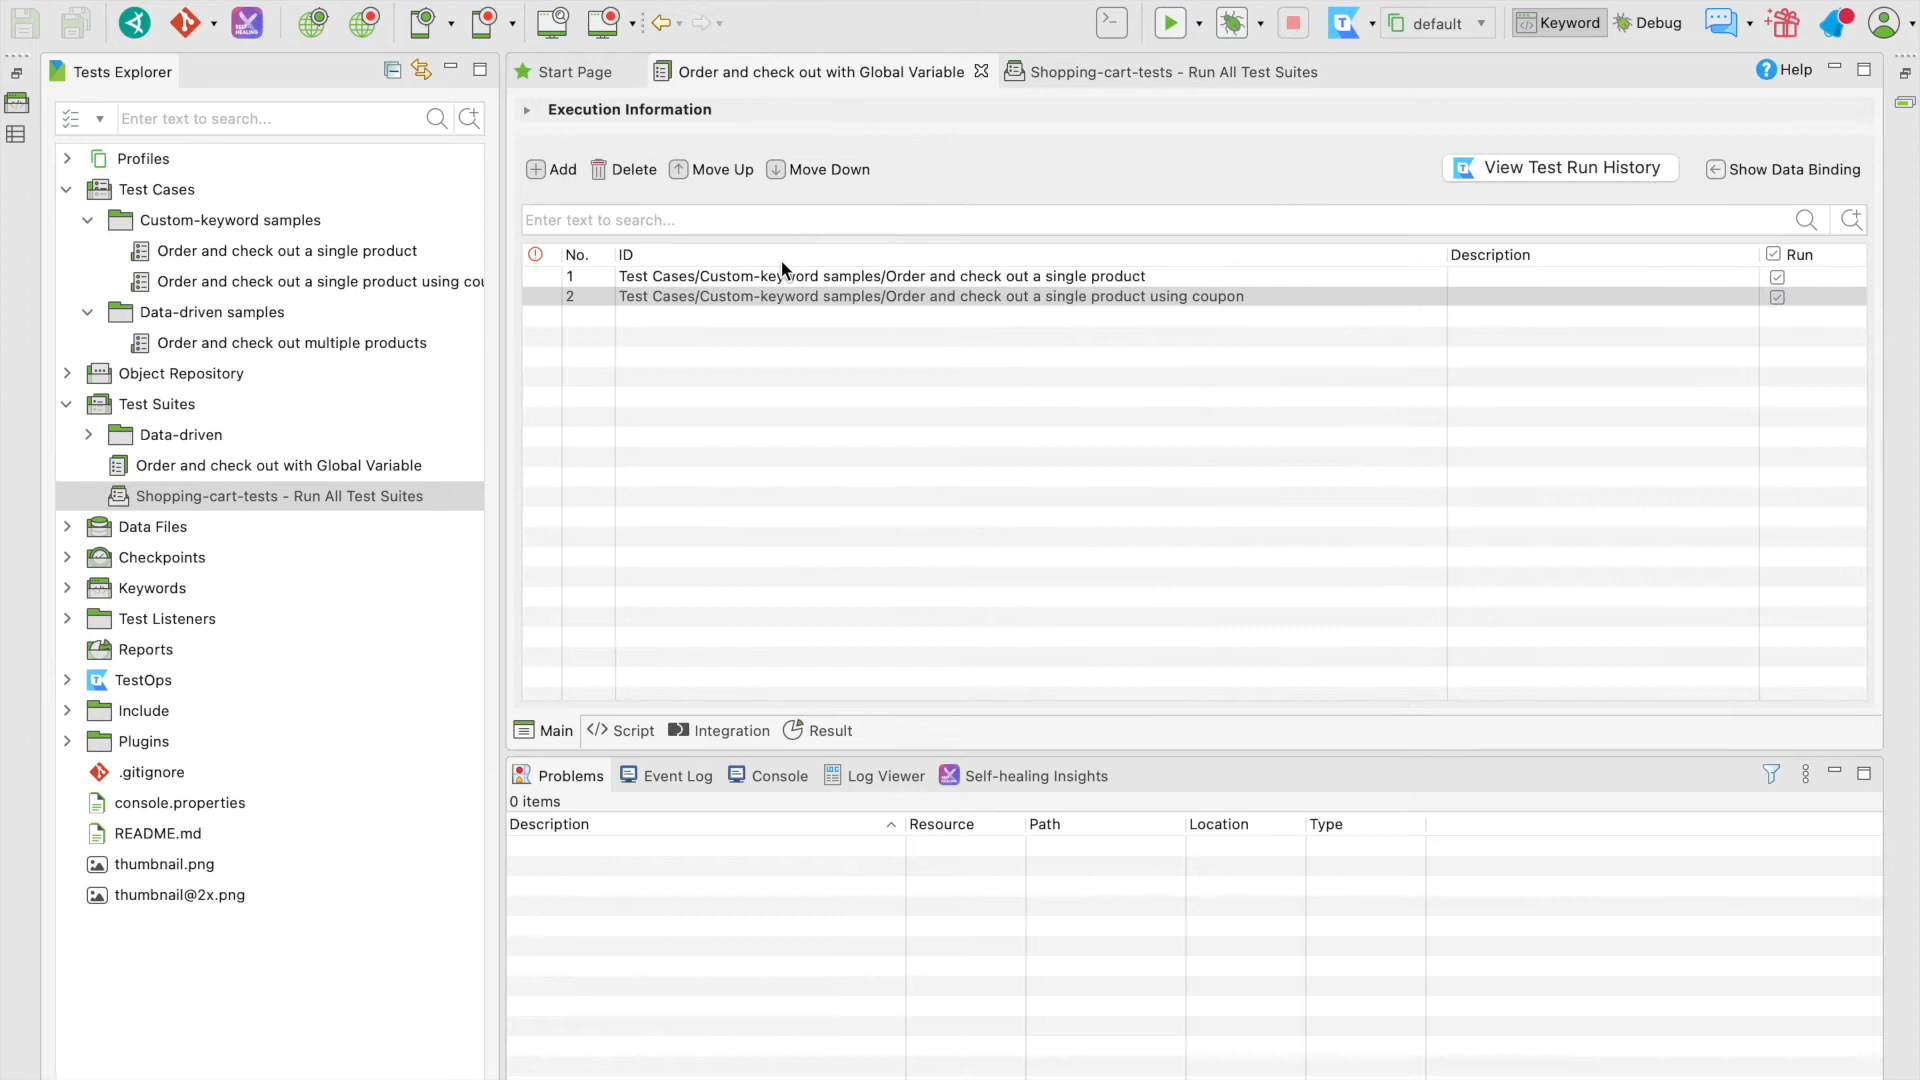 default
Keyword
Debug
Tests Explorer
Start Page
Order and check out with Global Variable
Shopping-cart-tests - Run All Test Suites
Help
Enter text to search...
Execution Information
Add
Delete
Move Up
Move Down
View Test Run History
Show Data Binding
Enter text to search...
No.
ID
Description
Run
1
Test Cases/Custom-keyword samples/Order and check out a single product
2
Test Cases/Custom-keyword samples/Order and check out a single product using coupon
Profiles
Test Cases
Custom-keyword samples
Order and check out a single product
Order and check out a single product using cou
Data-driven samples
Order and check out multiple products
Object Repository
Test Suites
Data-driven
Order and check out with Global Variable
Shopping-cart-tests - Run All Test Suites
Data Files
Checkpoints
Keywords
Test Listeners
Reports
TestOps
Include
Plugins
.gitignore
console.properties
README.md
thumbnail.png
thumbnail@2x.png
Main
Script
Integration
Result
Problems
Event Log
Console
Log Viewer
Self-healing Insights
0 items
Description
Resource
Path
Location
Type